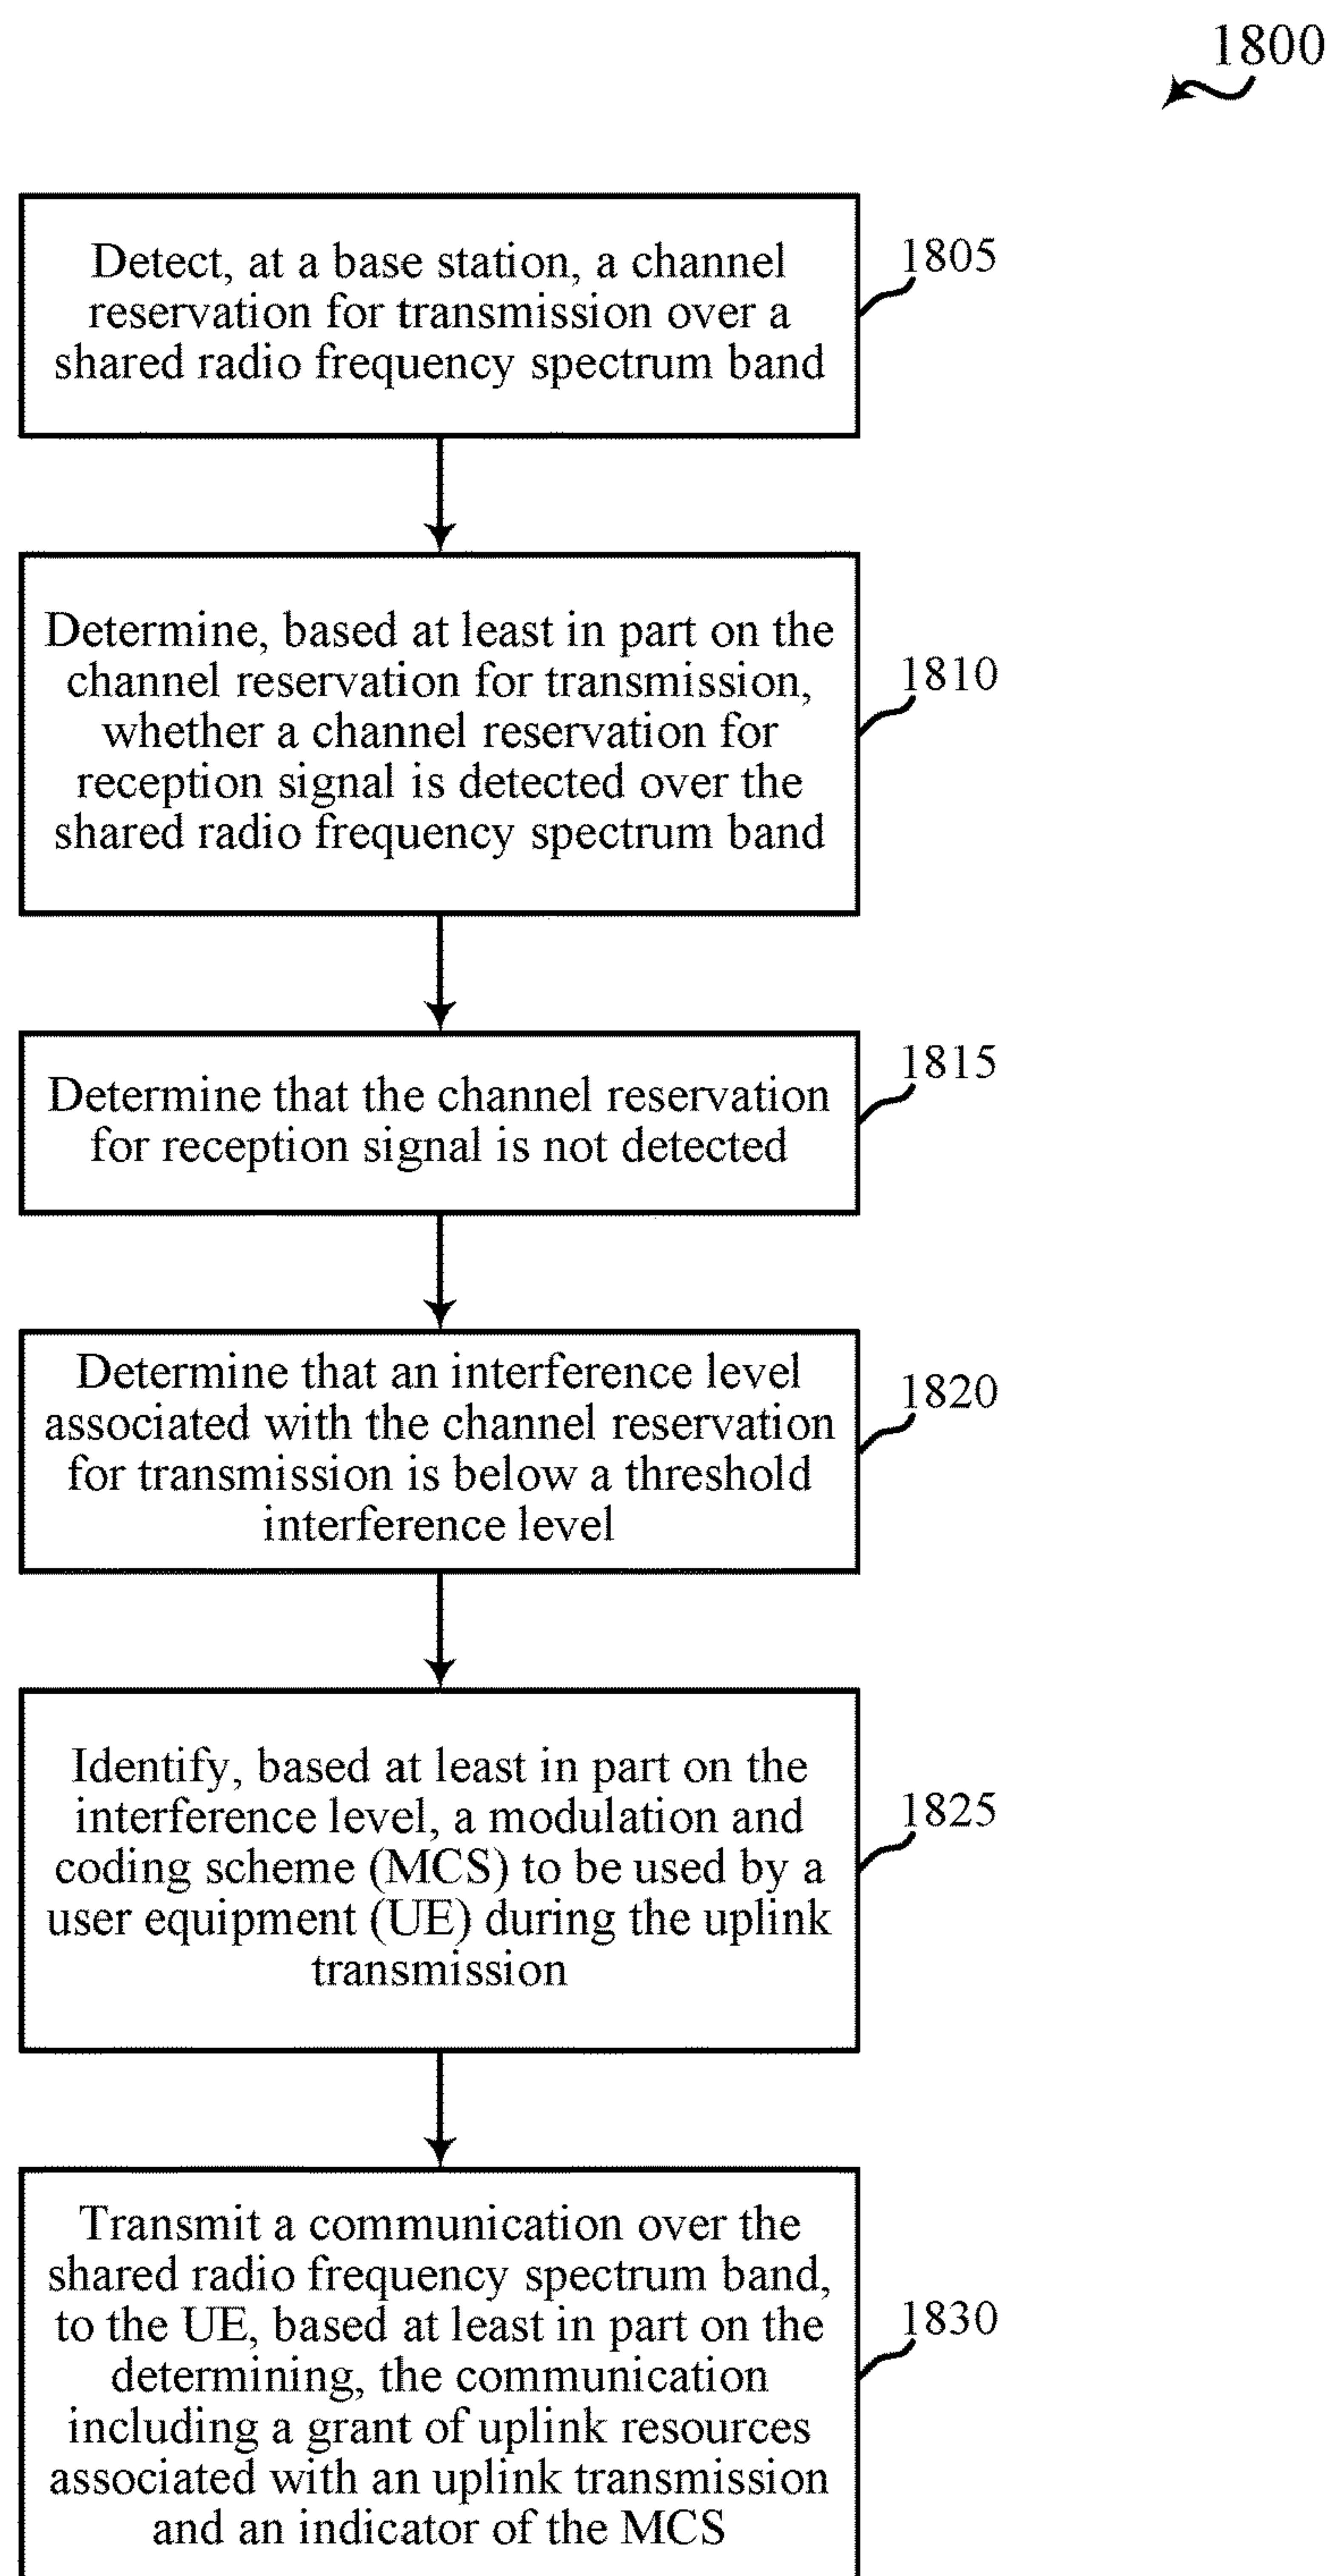 1800
Detect, at a base station, a channel
reservation for transmission over a
shared radio frequency spectrum band
1805
Determine, based at least in part on the
channel reservation for transmission,
whether a channel reservation for
reception signal is detected over the
shared radio frequency spectrum band
1810
Determine that the channel reservation
for reception signal is not detected
1815
Determine that an interference level
associated with the channel reservation
for transmission is below a threshold
interference level
1820
Identify, based at least in part on the
interference level, a modulation and
coding scheme (MCS) to be used by a
user equipment (UE) during the uplink
transmission
1825
Transmit a communication over the
shared radio frequency spectrum band,
to the UE, based at least in part on the
determining, the communication
including a grant of uplink resources
associated with an uplink transmission
and an indicator of the MCS
1830